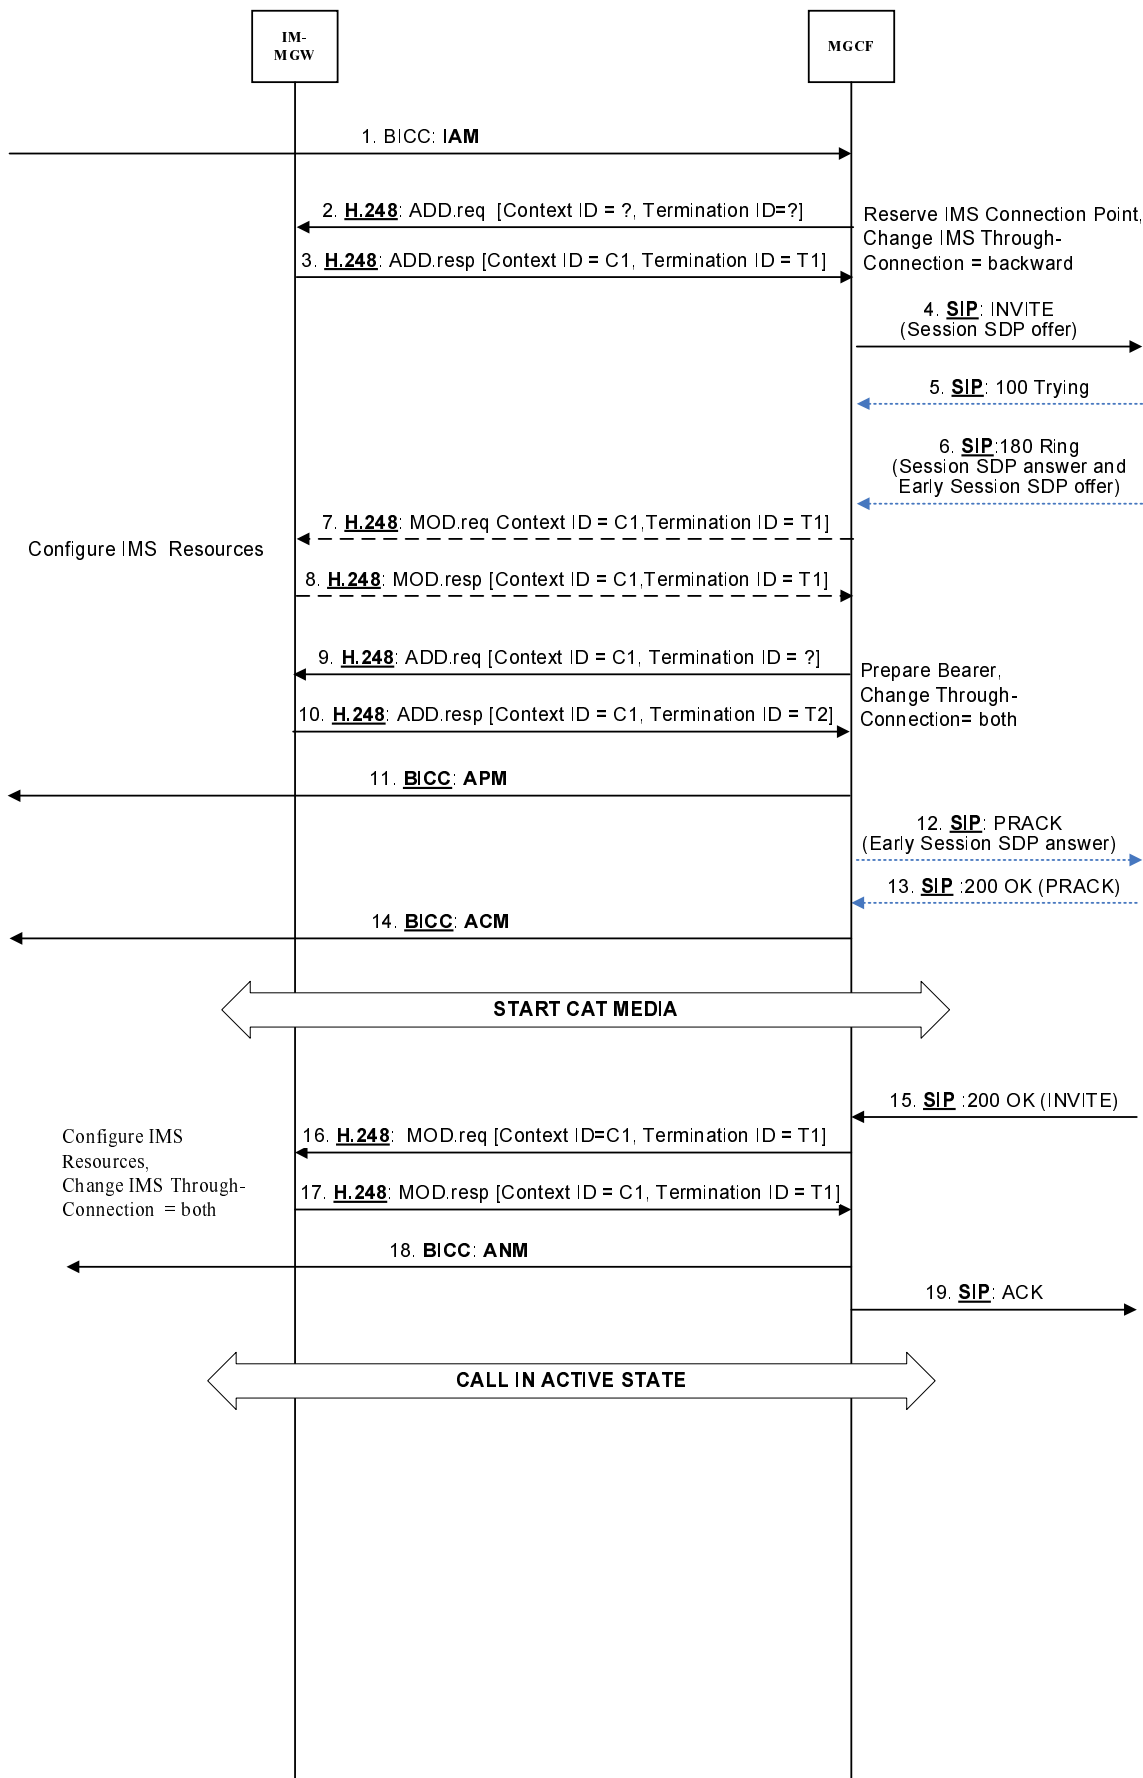 IM-
MGW
MGCF
1. BICC: IAM
2. H.248: ADD.req [Context ID = ?, Termination ID=?]
Reserve IMS Connection Point,
Change IMS Through-
Connection = backward
3. H.248: ADD.resp [Context ID = C1, Termination ID = T1]
4. SIP: INVITE
(Session SDP offer)
5. SIP: 100 Trying
6. SIP:180 Ring
(Session SDP answer and
Early Session SDP offer)
7. H.248: MOD.req Context ID = C1,Termination ID = T1]
Configure IMS Resources
8. H.248: MOD.resp [Context ID = C1,Termination ID = T1]
9. H.248: ADD.req [Context ID = C1, Termination ID = ?]
Prepare Bearer,
Change Through-
Connection= both
10. H.248: ADD.resp [Context ID = C1, Termination ID = T2]
11. BICC: APM
12. SIP: PRACK
(Early Session SDP answer)
13. SIP :200 OK (PRACK)
14. BICC: ACM
START CAT MEDIA
15. SIP :200 OK (INVITE)
16. H.248: MOD.req [Context ID=C1, Termination ID = T1]
Configure IMS
Resources,
Change IMS Through-
Connection = both
17. H.248: MOD.resp [Context ID = C1, Termination ID = T1]
18. BICC: ANM
19. SIP: ACK
CALL IN ACTIVE STATE